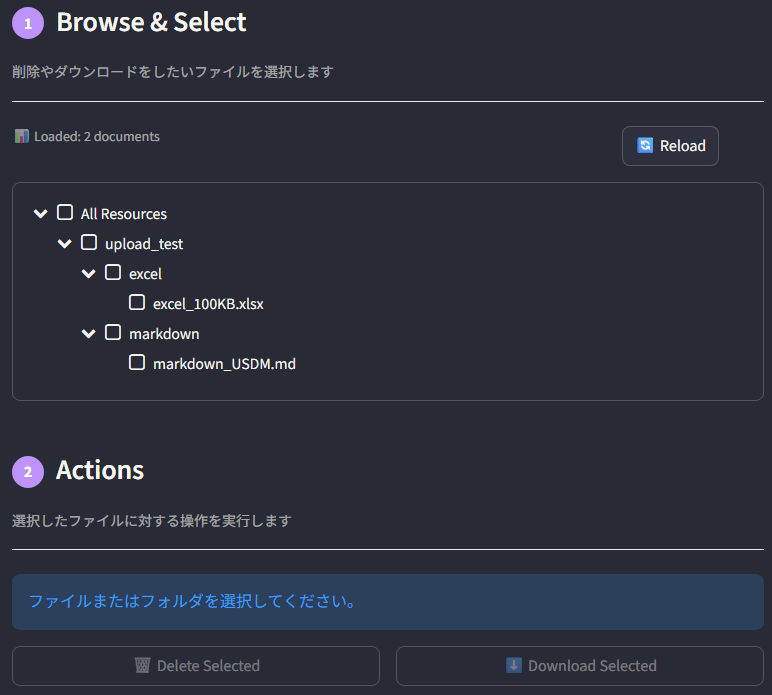 1 Browse & Select
削除やダウンロードをしたいファイルを選択します
Loaded: 2 documents
Reload
All Resources
upload_test
excel
excel_100KB.xlsx
markdown
markdown_USDM.md
2 Actions
選択したファイルに対する操作を実行します
ファイルまたはフォルダを選択してください。
Delete Selected
Download Selected